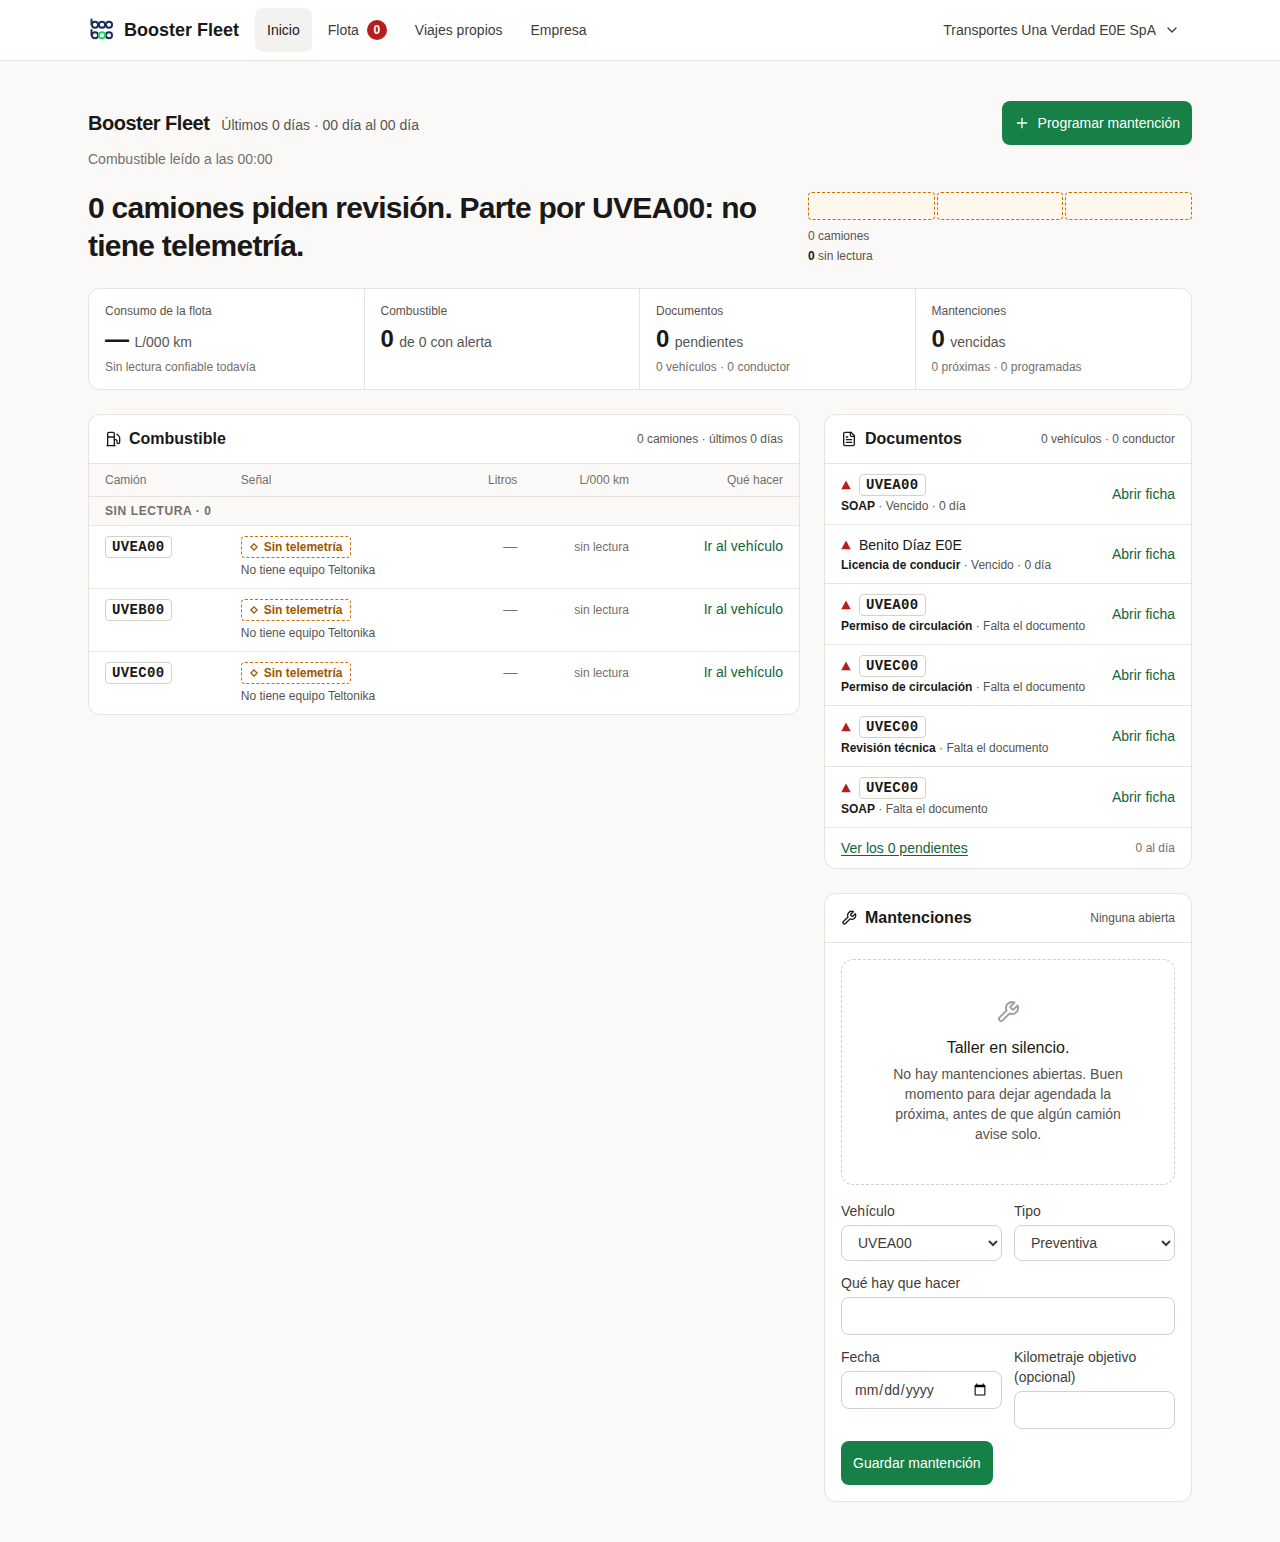 Booster Fleet
Inicio
Flota 0
Viajes propios
Empresa
Transportes Una Verdad E0E SpA
Booster Fleet Últimos 0 días · 00 día al 00 día
Programar mantención
Combustible leído a las 00:00
0 camiones piden revisión. Parte por UVEA00: no
tiene telemetría.
0 camiones
0 sin lectura
Consumo de la flota
— L/000 km
Sin lectura confiable todavía
Combustible
0 de 0 con alerta
Documentos
0 pendientes
0 vehículos · 0 conductor
Mantenciones
0 vencidas
0 próximas · 0 programadas
Combustible
0 camiones · últimos 0 días
Camión Señal Litros L/000 km Qué hacer
SIN LECTURA · 0
UVEA00 Sin telemetría — sin lectura Ir al vehículo
No tiene equipo Teltonika
UVEB00 Sin telemetría — sin lectura Ir al vehículo
No tiene equipo Teltonika
UVEC00 Sin telemetría — sin lectura Ir al vehículo
No tiene equipo Teltonika
Documentos
0 vehículos · 0 conductor
UVEA00
SOAP · Vencido · 0 día
Abrir ficha
Benito Díaz E0E
Licencia de conducir · Vencido · 0 día
Abrir ficha
UVEA00
Permiso de circulación · Falta el documento
Abrir ficha
UVEC00
Permiso de circulación · Falta el documento
Abrir ficha
UVEC00
Revisión técnica · Falta el documento
Abrir ficha
UVEC00
SOAP · Falta el documento
Abrir ficha
Ver los 0 pendientes
0 al día
Mantenciones
Ninguna abierta
Taller en silencio.
No hay mantenciones abiertas. Buen
momento para dejar agendada la
próxima, antes de que algún camión
avise solo.
Vehículo
UVEA00
Tipo
Preventiva
Qué hay que hacer
Fecha
mm/dd/yyyy
Kilometraje objetivo
(opcional)
Guardar mantención